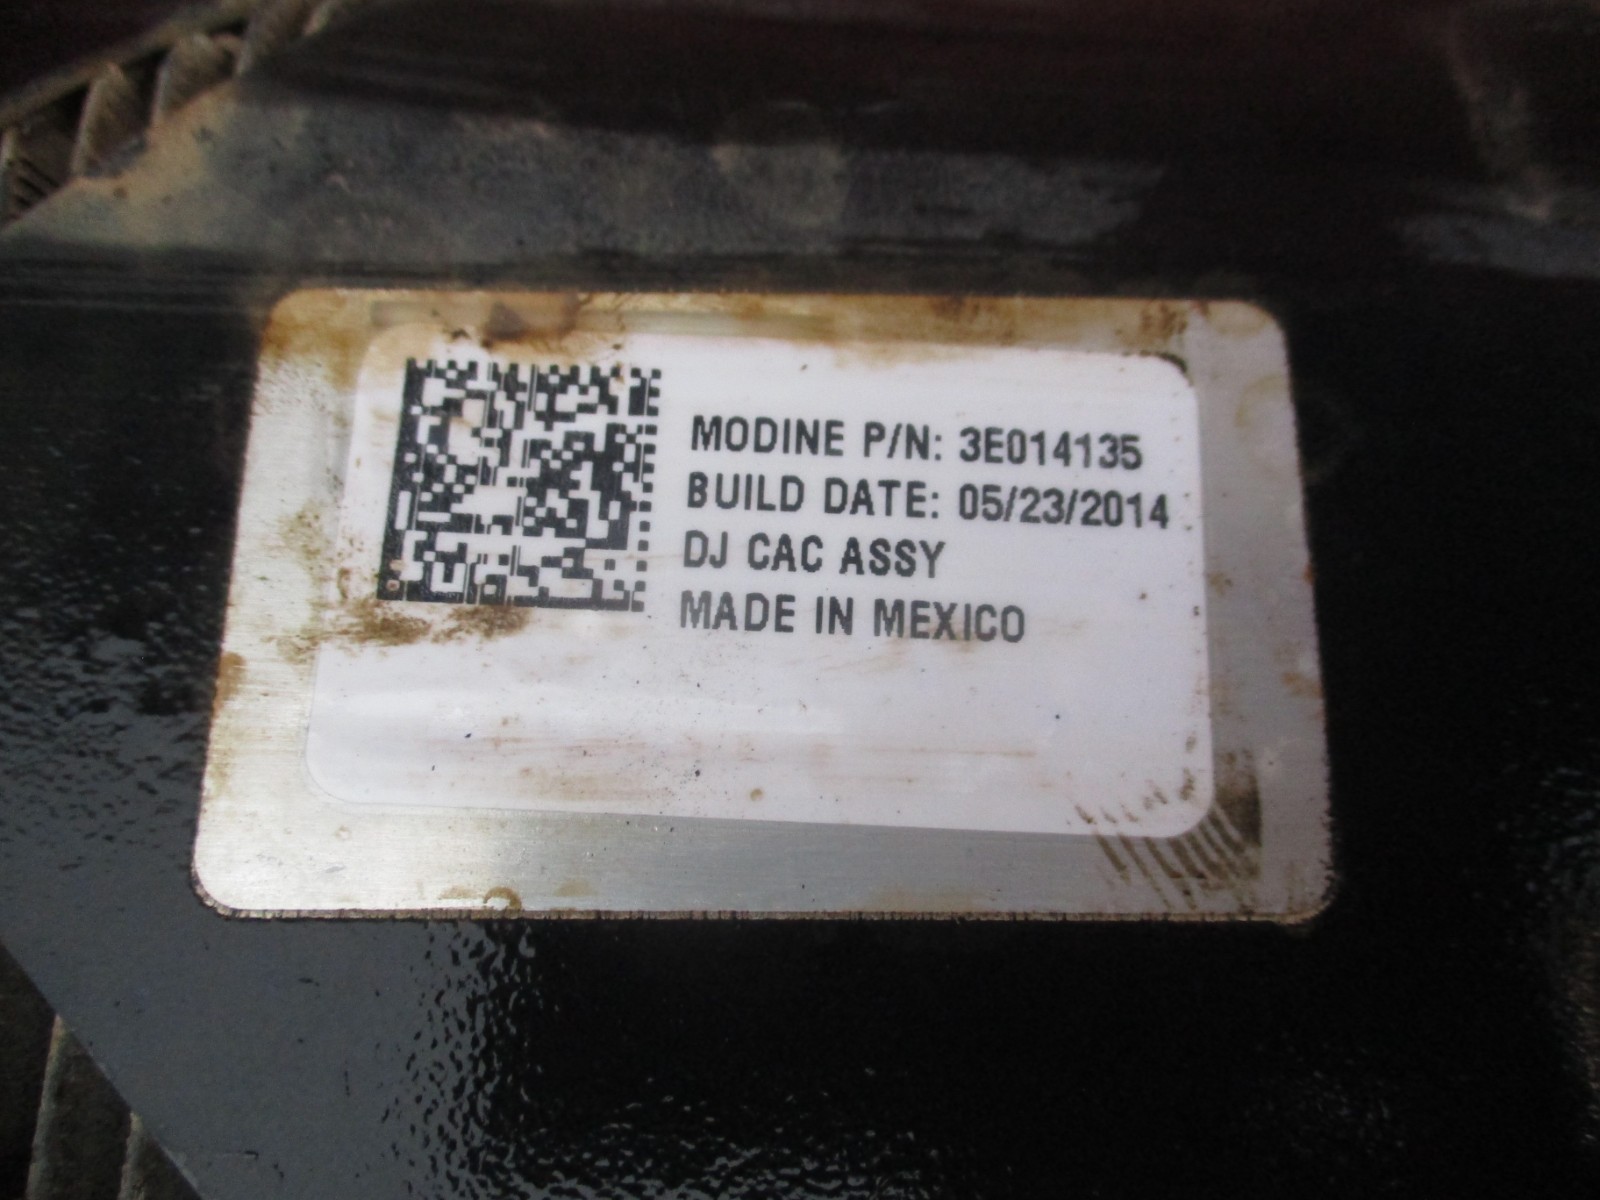 MODINE P/N: 3E014135
BUILD DATE: 05/23/2014
DJ CAC ASSY
MADE IN MEXICO